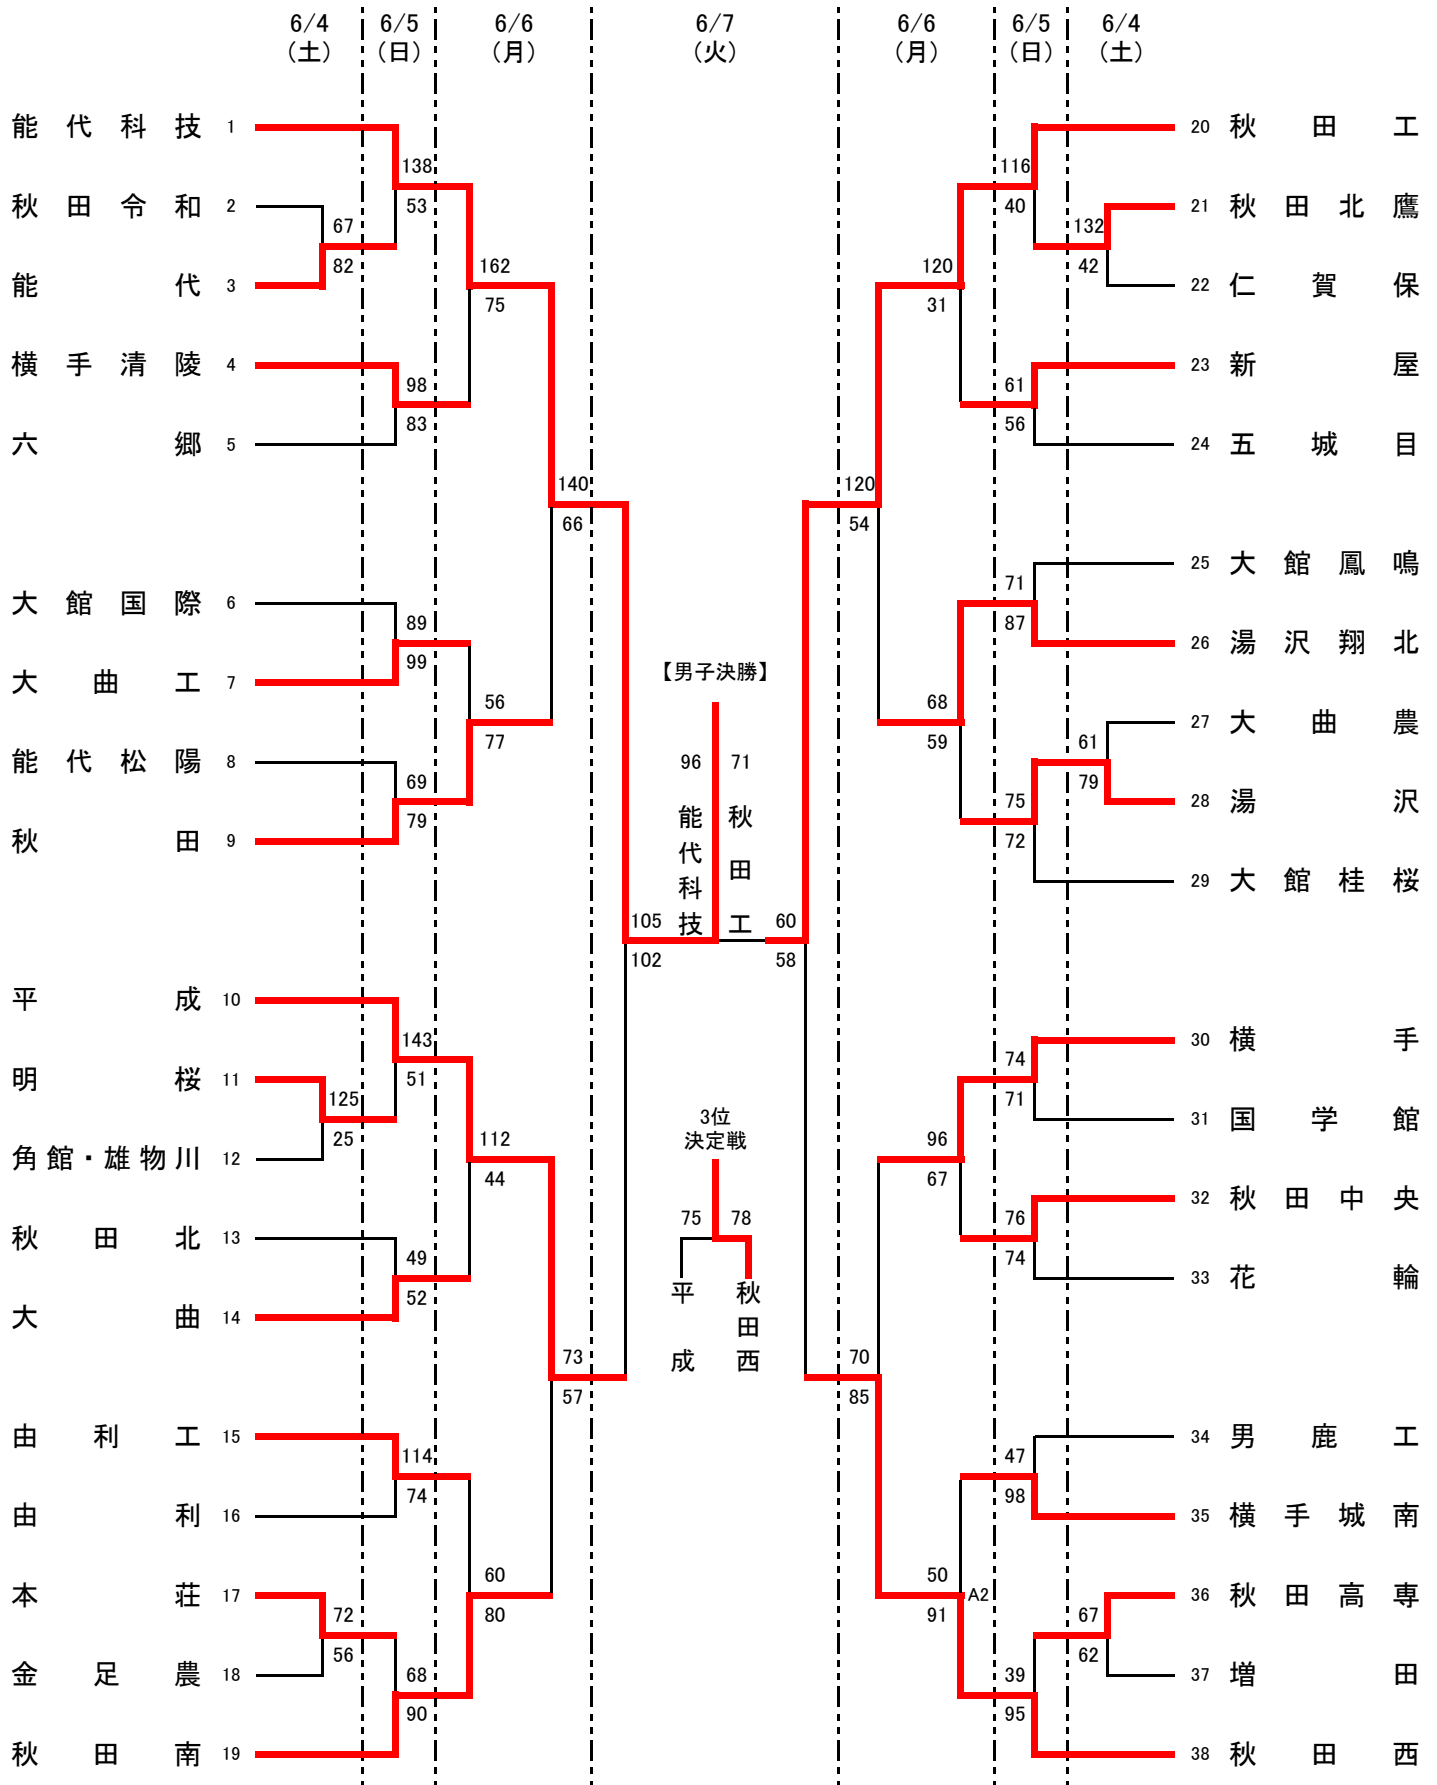 6/4 6/5 6/6 6/7 6/6 6/5 6/4
（土） （日） （月） （火） （月） （日） （土）
能代科技 1
秋田令和 2
能代 3
横手清陵 4
六郷 5
大館国際 6
大曲工 7
能代松陽 8
秋田 9
平成 10
明桜 11
角館・雄物川 12
秋田北 13
大曲 14
由利工 15
由利 16
本荘 17
金足農 18
秋田南 19
67
82
125
25
72
56
138
53
98
83
89
99
69
79
143
51
49
52
114
74
68
90
162
75
56
77
112
44
60
80
140
66
73
57
105
102
【男子決勝】
96 71
能代科技
秋田工
3位
決定戦
75 78
平成
秋田西
60
58
120
54
70
85
120
31
68
59
96
67
50
91
A2
116
40
61
56
71
87
75
72
74
71
76
74
47
98
39
95
132
42
61
79
67
62
20 秋田工
21 秋田北鷹
22 仁賀保
23 新屋
24 五城目
25 大館鳳鳴
26 湯沢翔北
27 大曲農
28 湯沢
29 大館桂桜
30 横手
31 国学館
32 秋田中央
33 花輪
34 男鹿工
35 横手城南
36 秋田高専
37 増田
38 秋田西